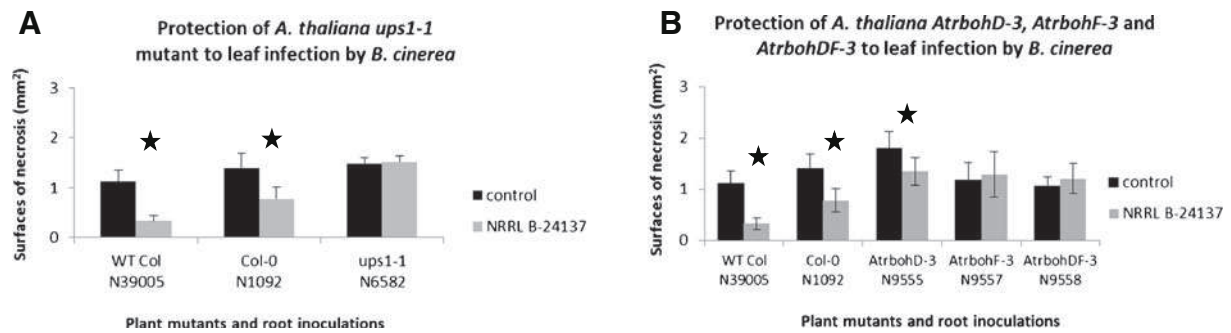 A
Protection of A. thaliana ups1-1
mutant to leaf infection by B. cinerea
Surfaces of necrosis (mm²)
3
2
1
0
WT Col
N39005
Col-0
N1092
ups1-1
N6582
control
NRRL B-24137
Plant mutants and root inoculations
B
Protection of A. thaliana AtrbohD-3, AtrbohF-3 and
AtrbohDF-3 to leaf infection by B. cinerea
Surfaces of necrosis (mm²)
3
2
1
0
WT Col
N39005
Col-0
N1092
AtrbohD-3
N9555
AtrbohF-3
N9557
AtrbohDF-3
N9558
control
NRRL B-24137
Plant mutants and root inoculations